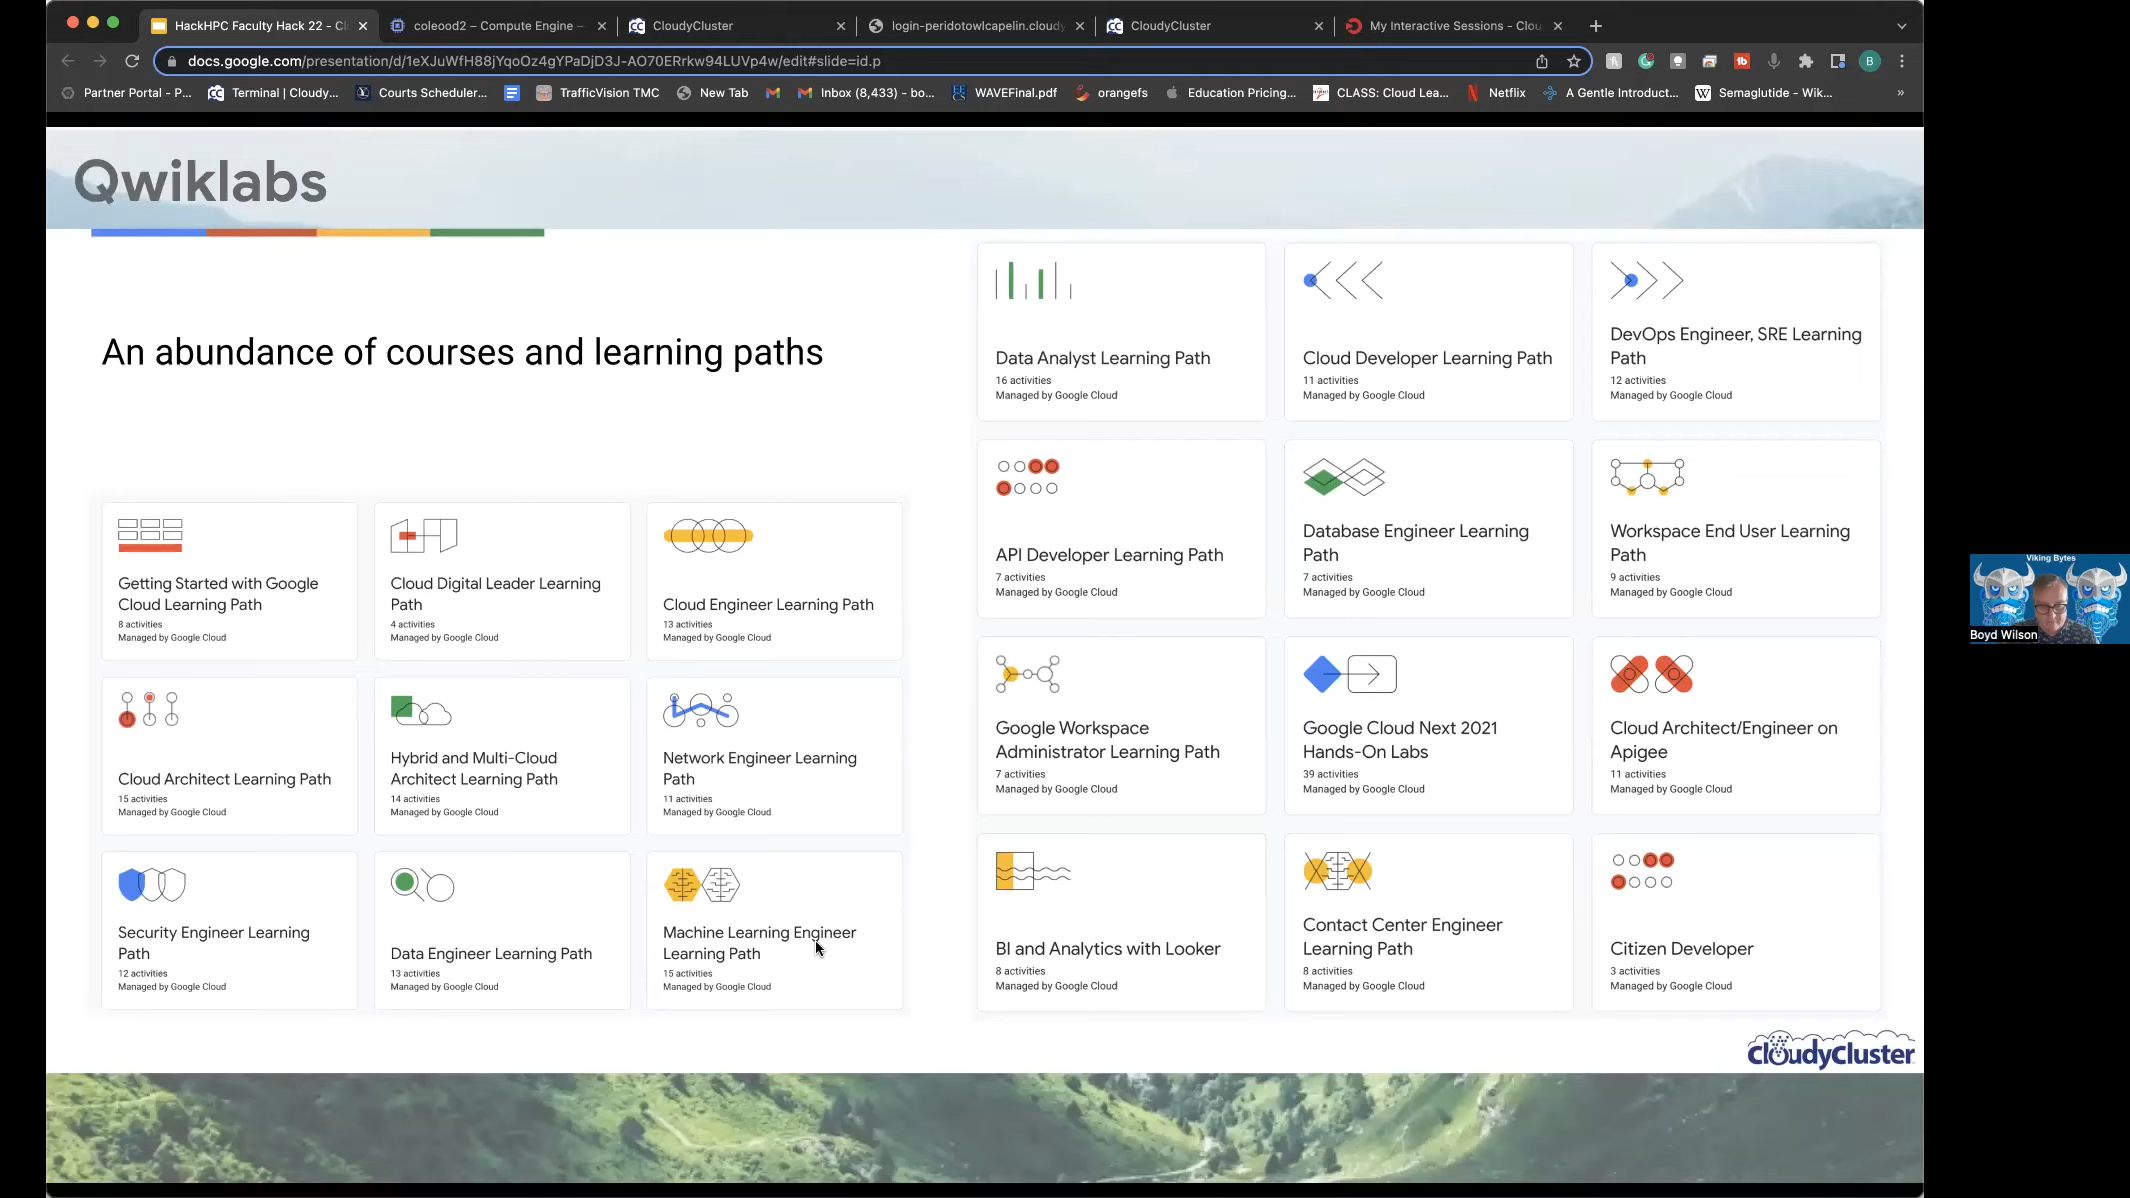 HackHPC Faculty Hack 22 - Cl
coleood2 – Compute Engine –
CloudyCluster
login-peridotowlcapelin.cloudy
CloudyCluster
My Interactive Sessions - Clou
docs.google.com/presentation/d/1eXJuWfH88jYqoOz4gYPaDjD3J-AO70ERrkw94LUVp4w/edit#slide=id.p
Partner Portal - P...
Terminal | Cloudy...
Courts Scheduler...
TrafficVision TMC
New Tab
Inbox (8,433) - bo...
WAVEFinal.pdf
orangefs
Education Pricing...
CLASS: Cloud Lea...
Netflix
A Gentle Introduct...
Semaglutide - Wik...
»
Qwiklabs
An abundance of courses and learning paths
Getting Started with Google
Cloud Learning Path
8 activities
Managed by Google Cloud
Cloud Digital Leader Learning
Path
4 activities
Managed by Google Cloud
Cloud Engineer Learning Path
13 activities
Managed by Google Cloud
Cloud Architect Learning Path
15 activities
Managed by Google Cloud
Hybrid and Multi-Cloud
Architect Learning Path
14 activities
Managed by Google Cloud
Network Engineer Learning
Path
11 activities
Managed by Google Cloud
Security Engineer Learning
Path
12 activities
Managed by Google Cloud
Data Engineer Learning Path
13 activities
Managed by Google Cloud
Machine Learning Engineer
Learning Path
15 activities
Managed by Google Cloud
Data Analyst Learning Path
16 activities
Managed by Google Cloud
Cloud Developer Learning Path
11 activities
Managed by Google Cloud
DevOps Engineer, SRE Learning
Path
12 activities
Managed by Google Cloud
API Developer Learning Path
7 activities
Managed by Google Cloud
Database Engineer Learning
Path
7 activities
Managed by Google Cloud
Workspace End User Learning
Path
9 activities
Managed by Google Cloud
Google Workspace
Administrator Learning Path
7 activities
Managed by Google Cloud
Google Cloud Next 2021
Hands-On Labs
39 activities
Managed by Google Cloud
Cloud Architect/Engineer on
Apigee
11 activities
Managed by Google Cloud
BI and Analytics with Looker
8 activities
Managed by Google Cloud
Contact Center Engineer
Learning Path
8 activities
Managed by Google Cloud
Citizen Developer
3 activities
Managed by Google Cloud
cloudycluster
Viking Bytes
Boyd Wilson